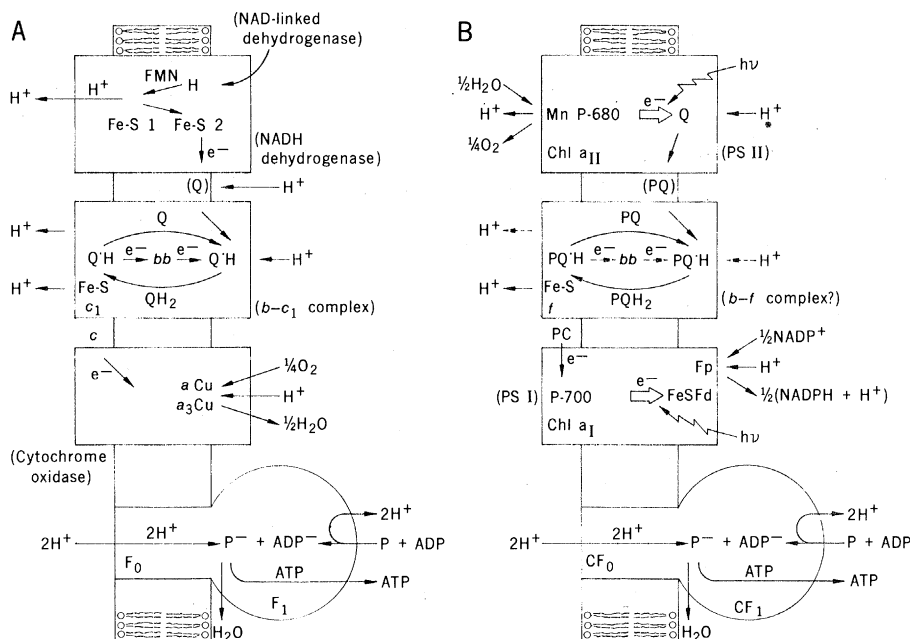 A
(NAD-linked
dehydrogenase)
FMN
H
H⁺
H⁺
Fe-S 1
Fe-S 2
e⁻
(NADH
dehydrogenase)
(Q)
H⁺
Q
H⁺
Q˙H
e⁻
bb
e⁻
Q˙H
H⁺
H⁺
Fe-S
c₁
QH₂
(b–c₁ complex)
c
e⁻
a Cu
a₃Cu
¼O₂
H⁺
½H₂O
(Cytochrome
oxidase)
2H⁺
2H⁺
2H⁺
P⁻ + ADP⁻
P + ADP
F₀
ATP
ATP
F₁
H₂O
B
hν
½H₂O
H⁺
¼O₂
Mn P-680
e⁻
Q
H⁺
*
Chl aII
(PS II)
(PQ)
PQ
H⁺
PQ˙H
e⁻
bb
e⁻
PQ˙H
H⁺
H⁺
Fe-S
f
PQH₂
(b–f complex?)
PC
e⁻
½NADP⁺
Fp
H⁺
(PS I)
P-700
e⁻
FeSFd
½(NADPH + H⁺)
Chl aI
hν
2H⁺
2H⁺
2H⁺
P⁻ + ADP⁻
P + ADP
CF₀
ATP
ATP
CF₁
H₂O